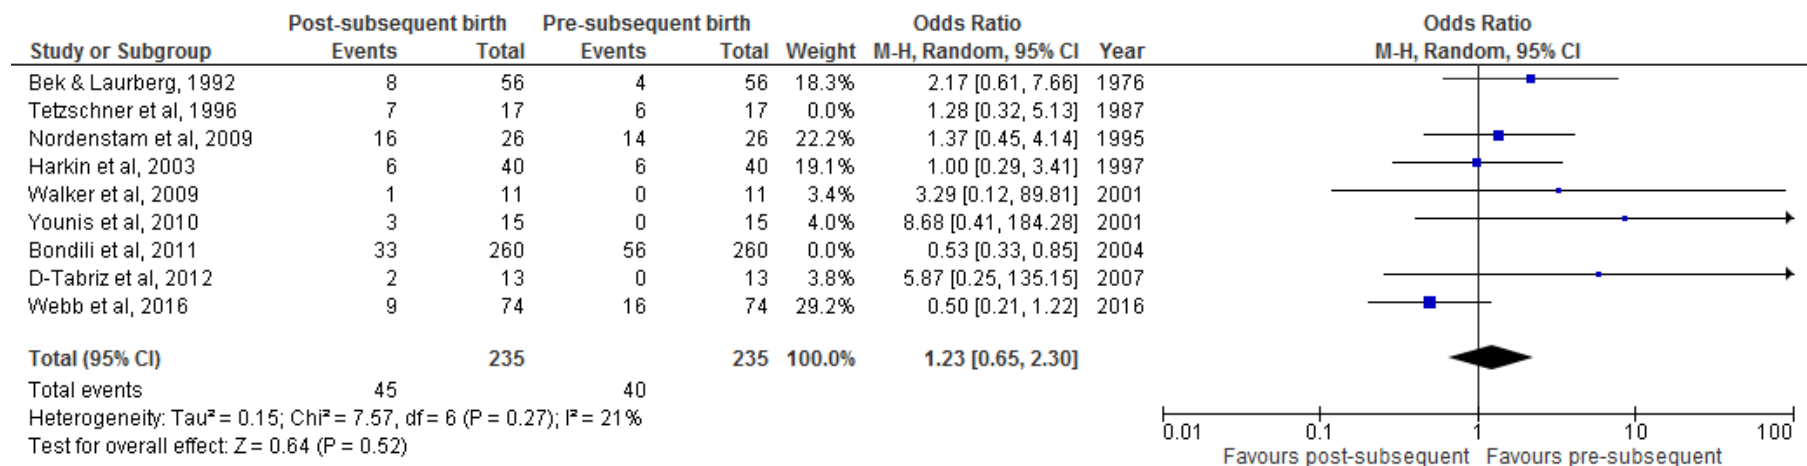 Post-subsequent birth Pre-subsequent birth Odds Ratio Odds Ratio
Study or Subgroup Events Total Events Total Weight M-H, Random, 95% CI Year M-H, Random, 95% CI
Bek & Laurberg, 1992 8 56 4 56 18.3% 2.17 [0.61, 7.66] 1976
Tetzschner et al, 1996 7 17 6 17 0.0% 1.28 [0.32, 5.13] 1987
Nordenstam et al, 2009 16 26 14 26 22.2% 1.37 [0.45, 4.14] 1995
Harkin et al, 2003 6 40 6 40 19.1% 1.00 [0.29, 3.41] 1997
Walker et al, 2009 1 11 0 11 3.4% 3.29 [0.12, 89.81] 2001
Younis et al, 2010 3 15 0 15 4.0% 8.68 [0.41, 184.28] 2001
Bondili et al, 2011 33 260 56 260 0.0% 0.53 [0.33, 0.85] 2004
D-Tabriz et al, 2012 2 13 0 13 3.8% 5.87 [0.25, 135.15] 2007
Webb et al, 2016 9 74 16 74 29.2% 0.50 [0.21, 1.22] 2016
Total (95% CI) 235 235 100.0% 1.23 [0.65, 2.30]
Total events 45 40
Heterogeneity: Tau² = 0.15; Chi² = 7.57, df = 6 (P = 0.27); I² = 21%
Test for overall effect: Z = 0.64 (P = 0.52)
0.01 0.1 1 10 100
Favours post-subsequent Favours pre-subsequent